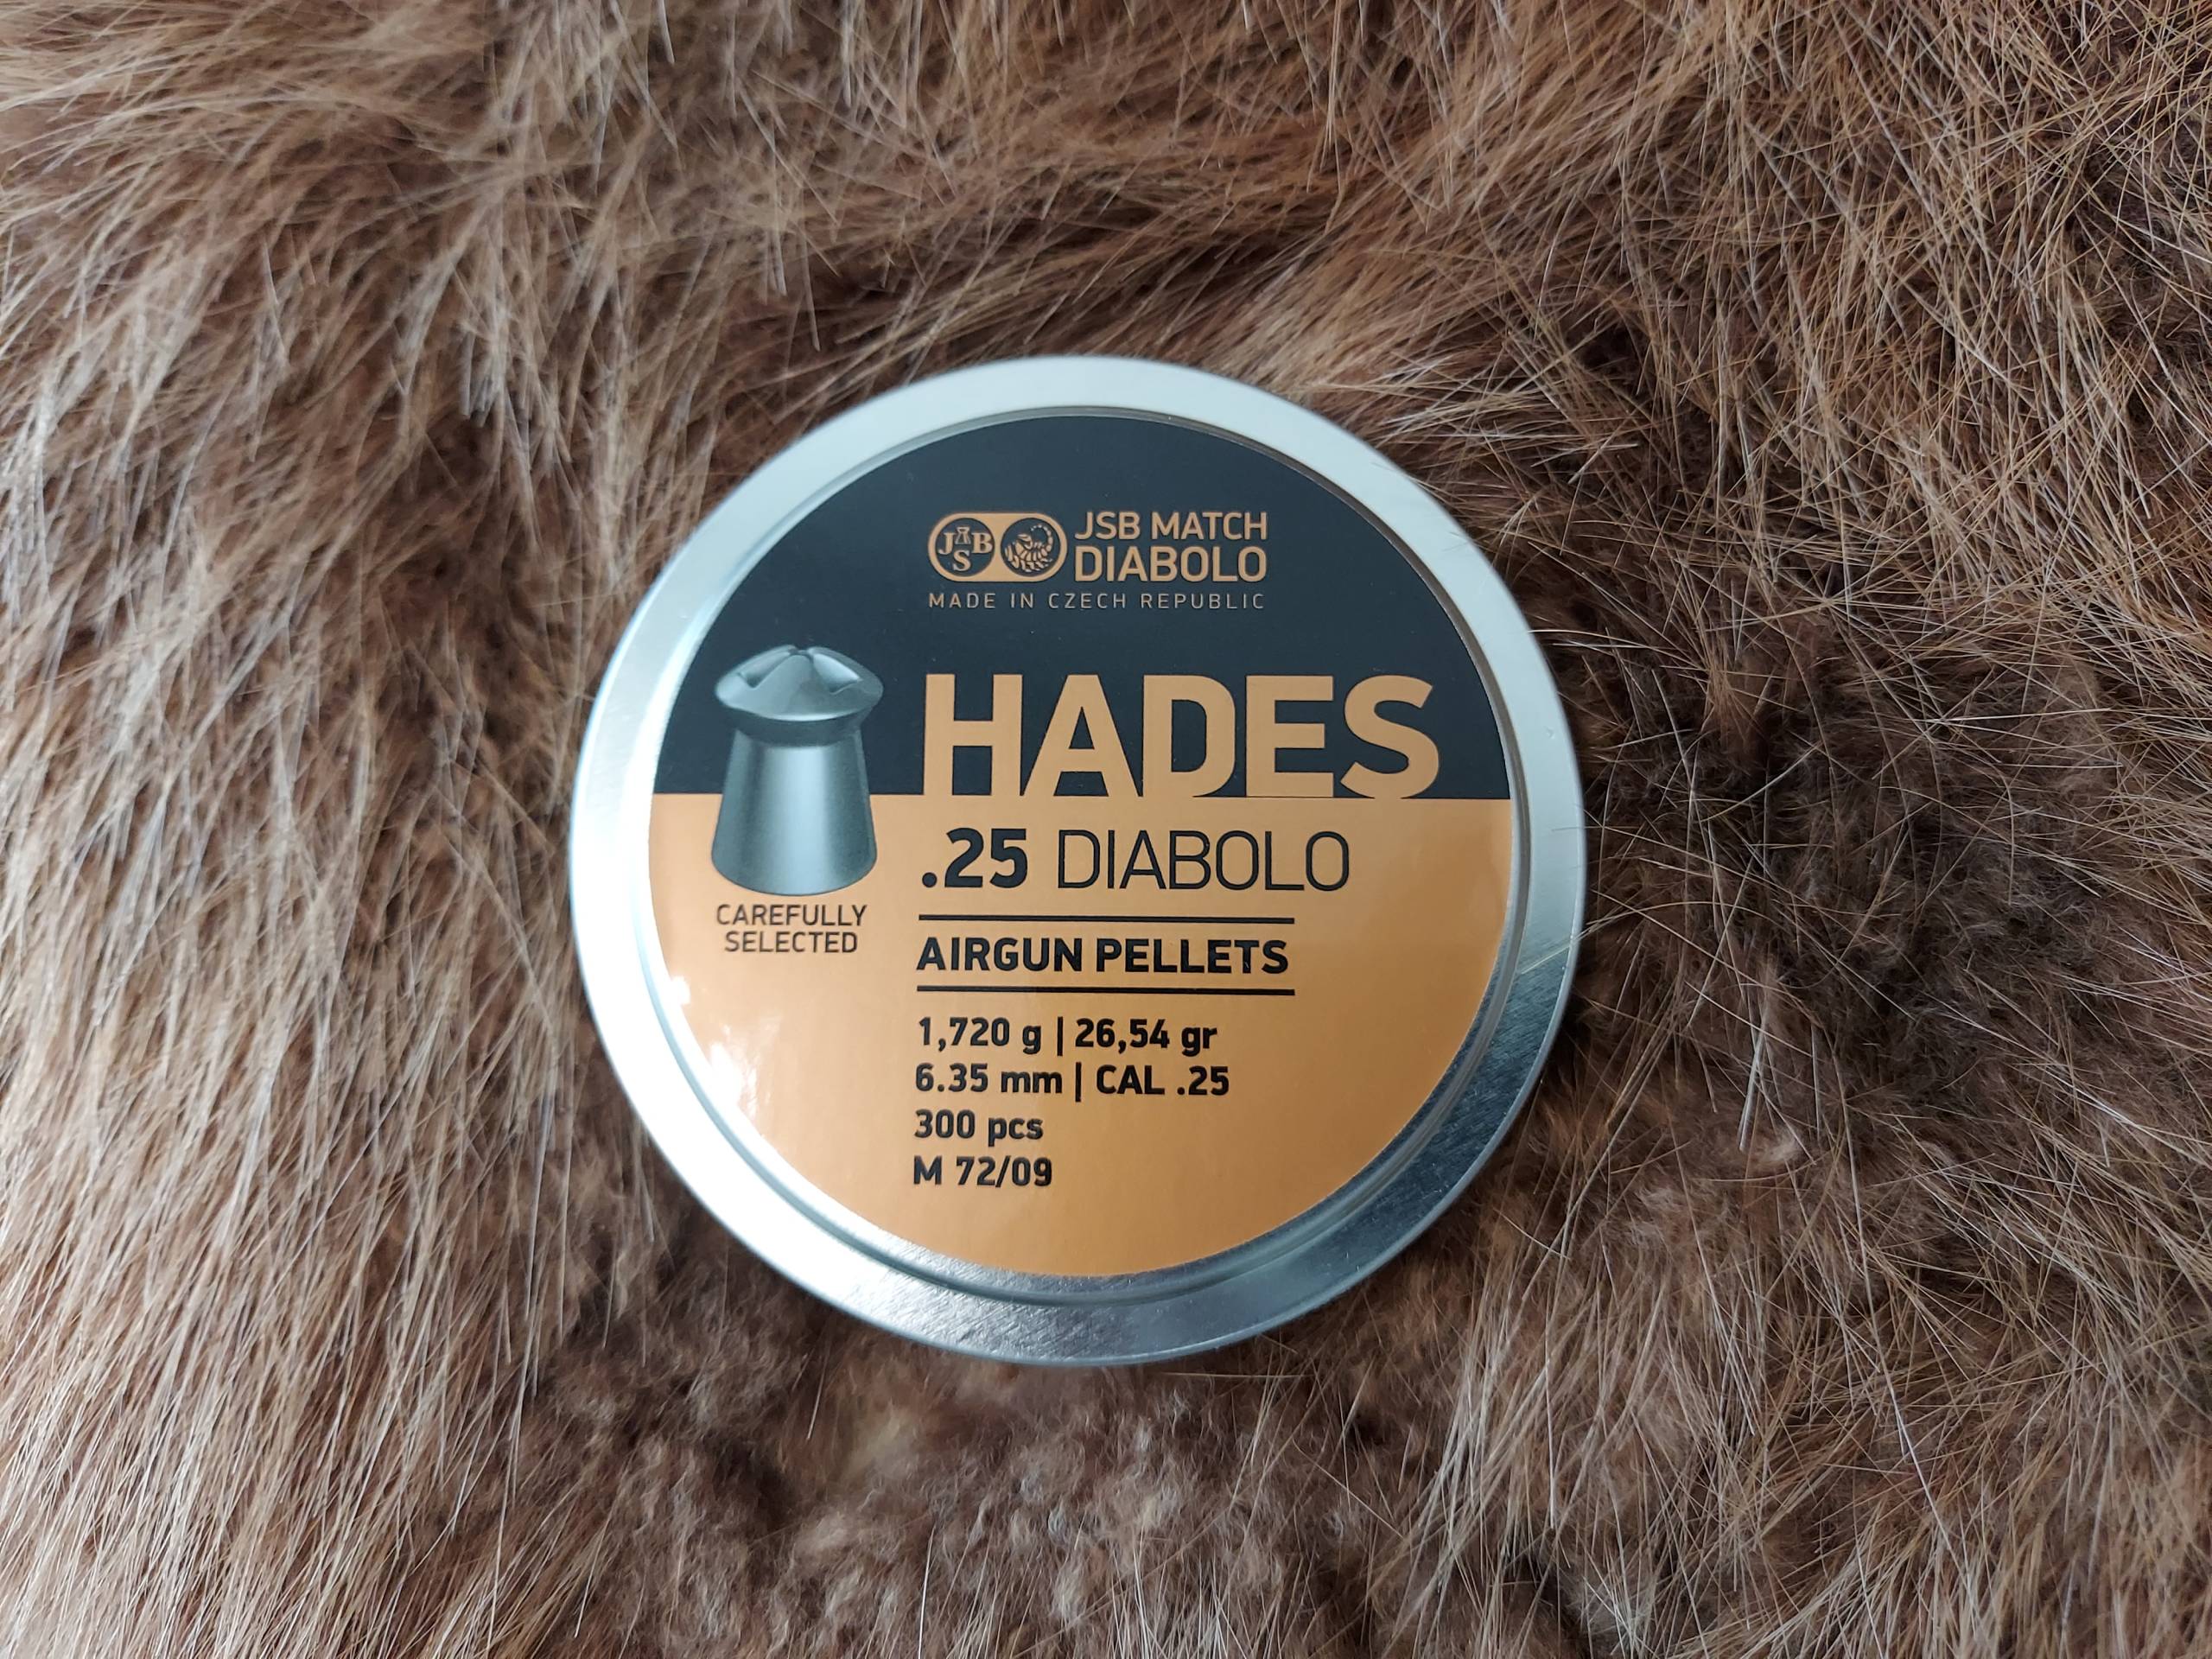 JSB
JSB MATCH
DIABOLO
MADE IN CZECH REPUBLIC
HADES
.25 DIABOLO
CAREFULLY
SELECTED
AIRGUN PELLETS
1,720 g | 26,54 gr
6.35 mm | CAL .25
300 pcs
M 72/09